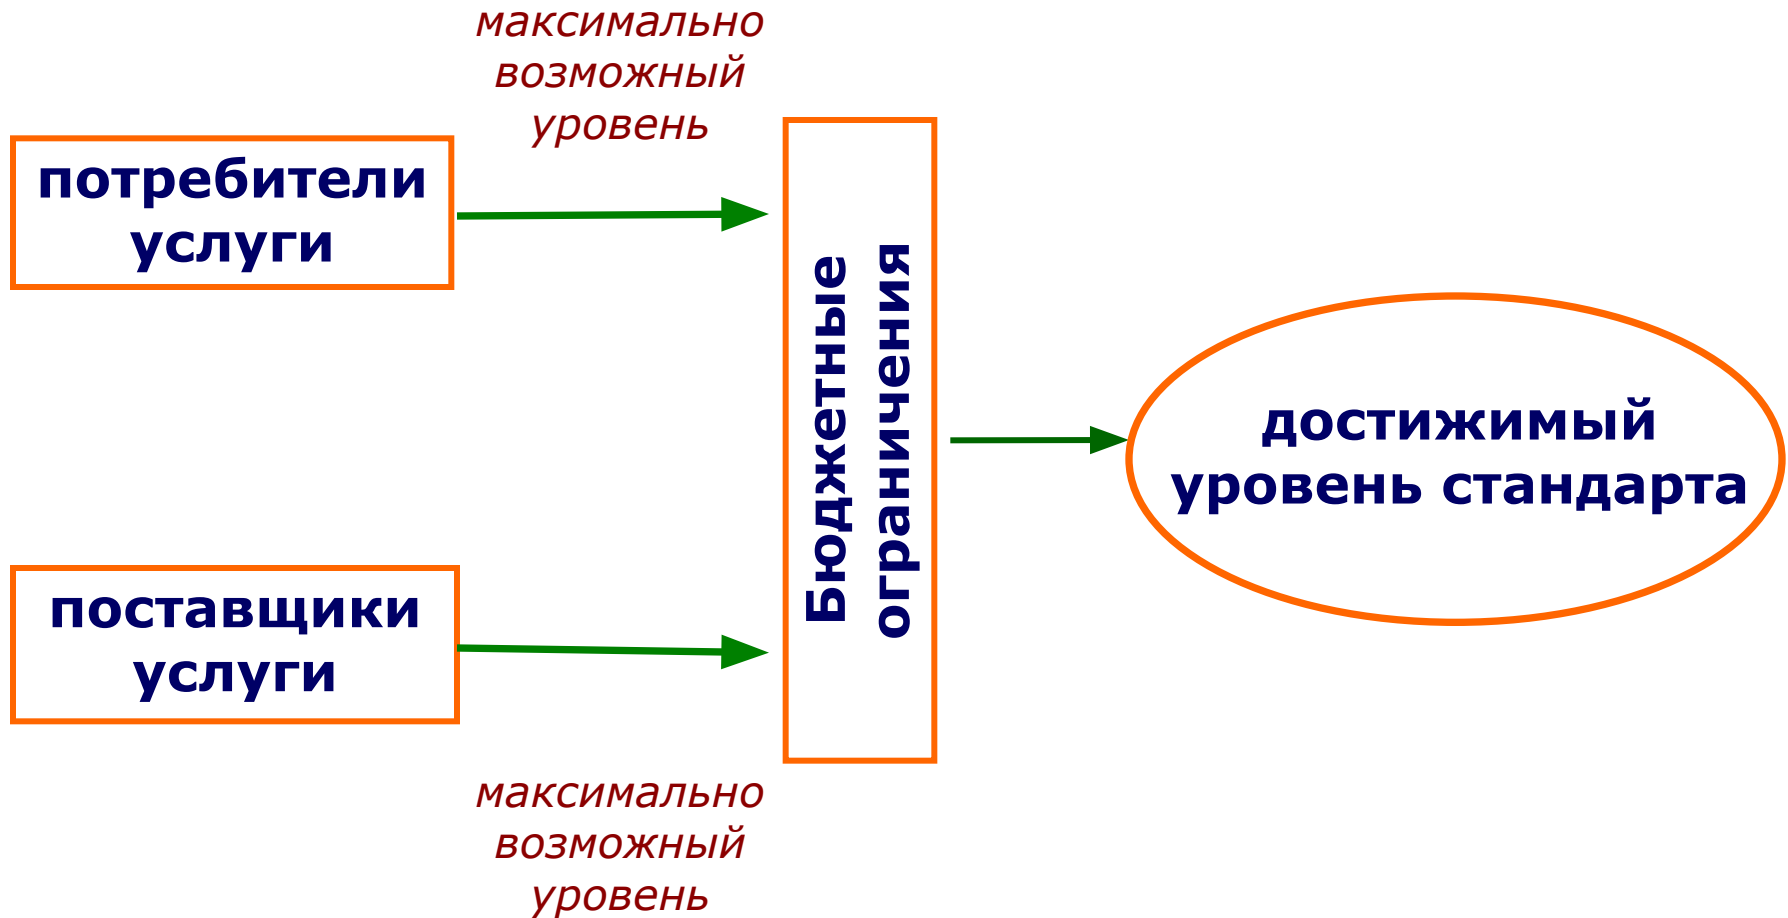 максимально
возможный
уровень
потребители
услуги
Бюджетные
ограничения
достижимый
уровень стандарта
поставщики
услуги
максимально
возможный
уровень